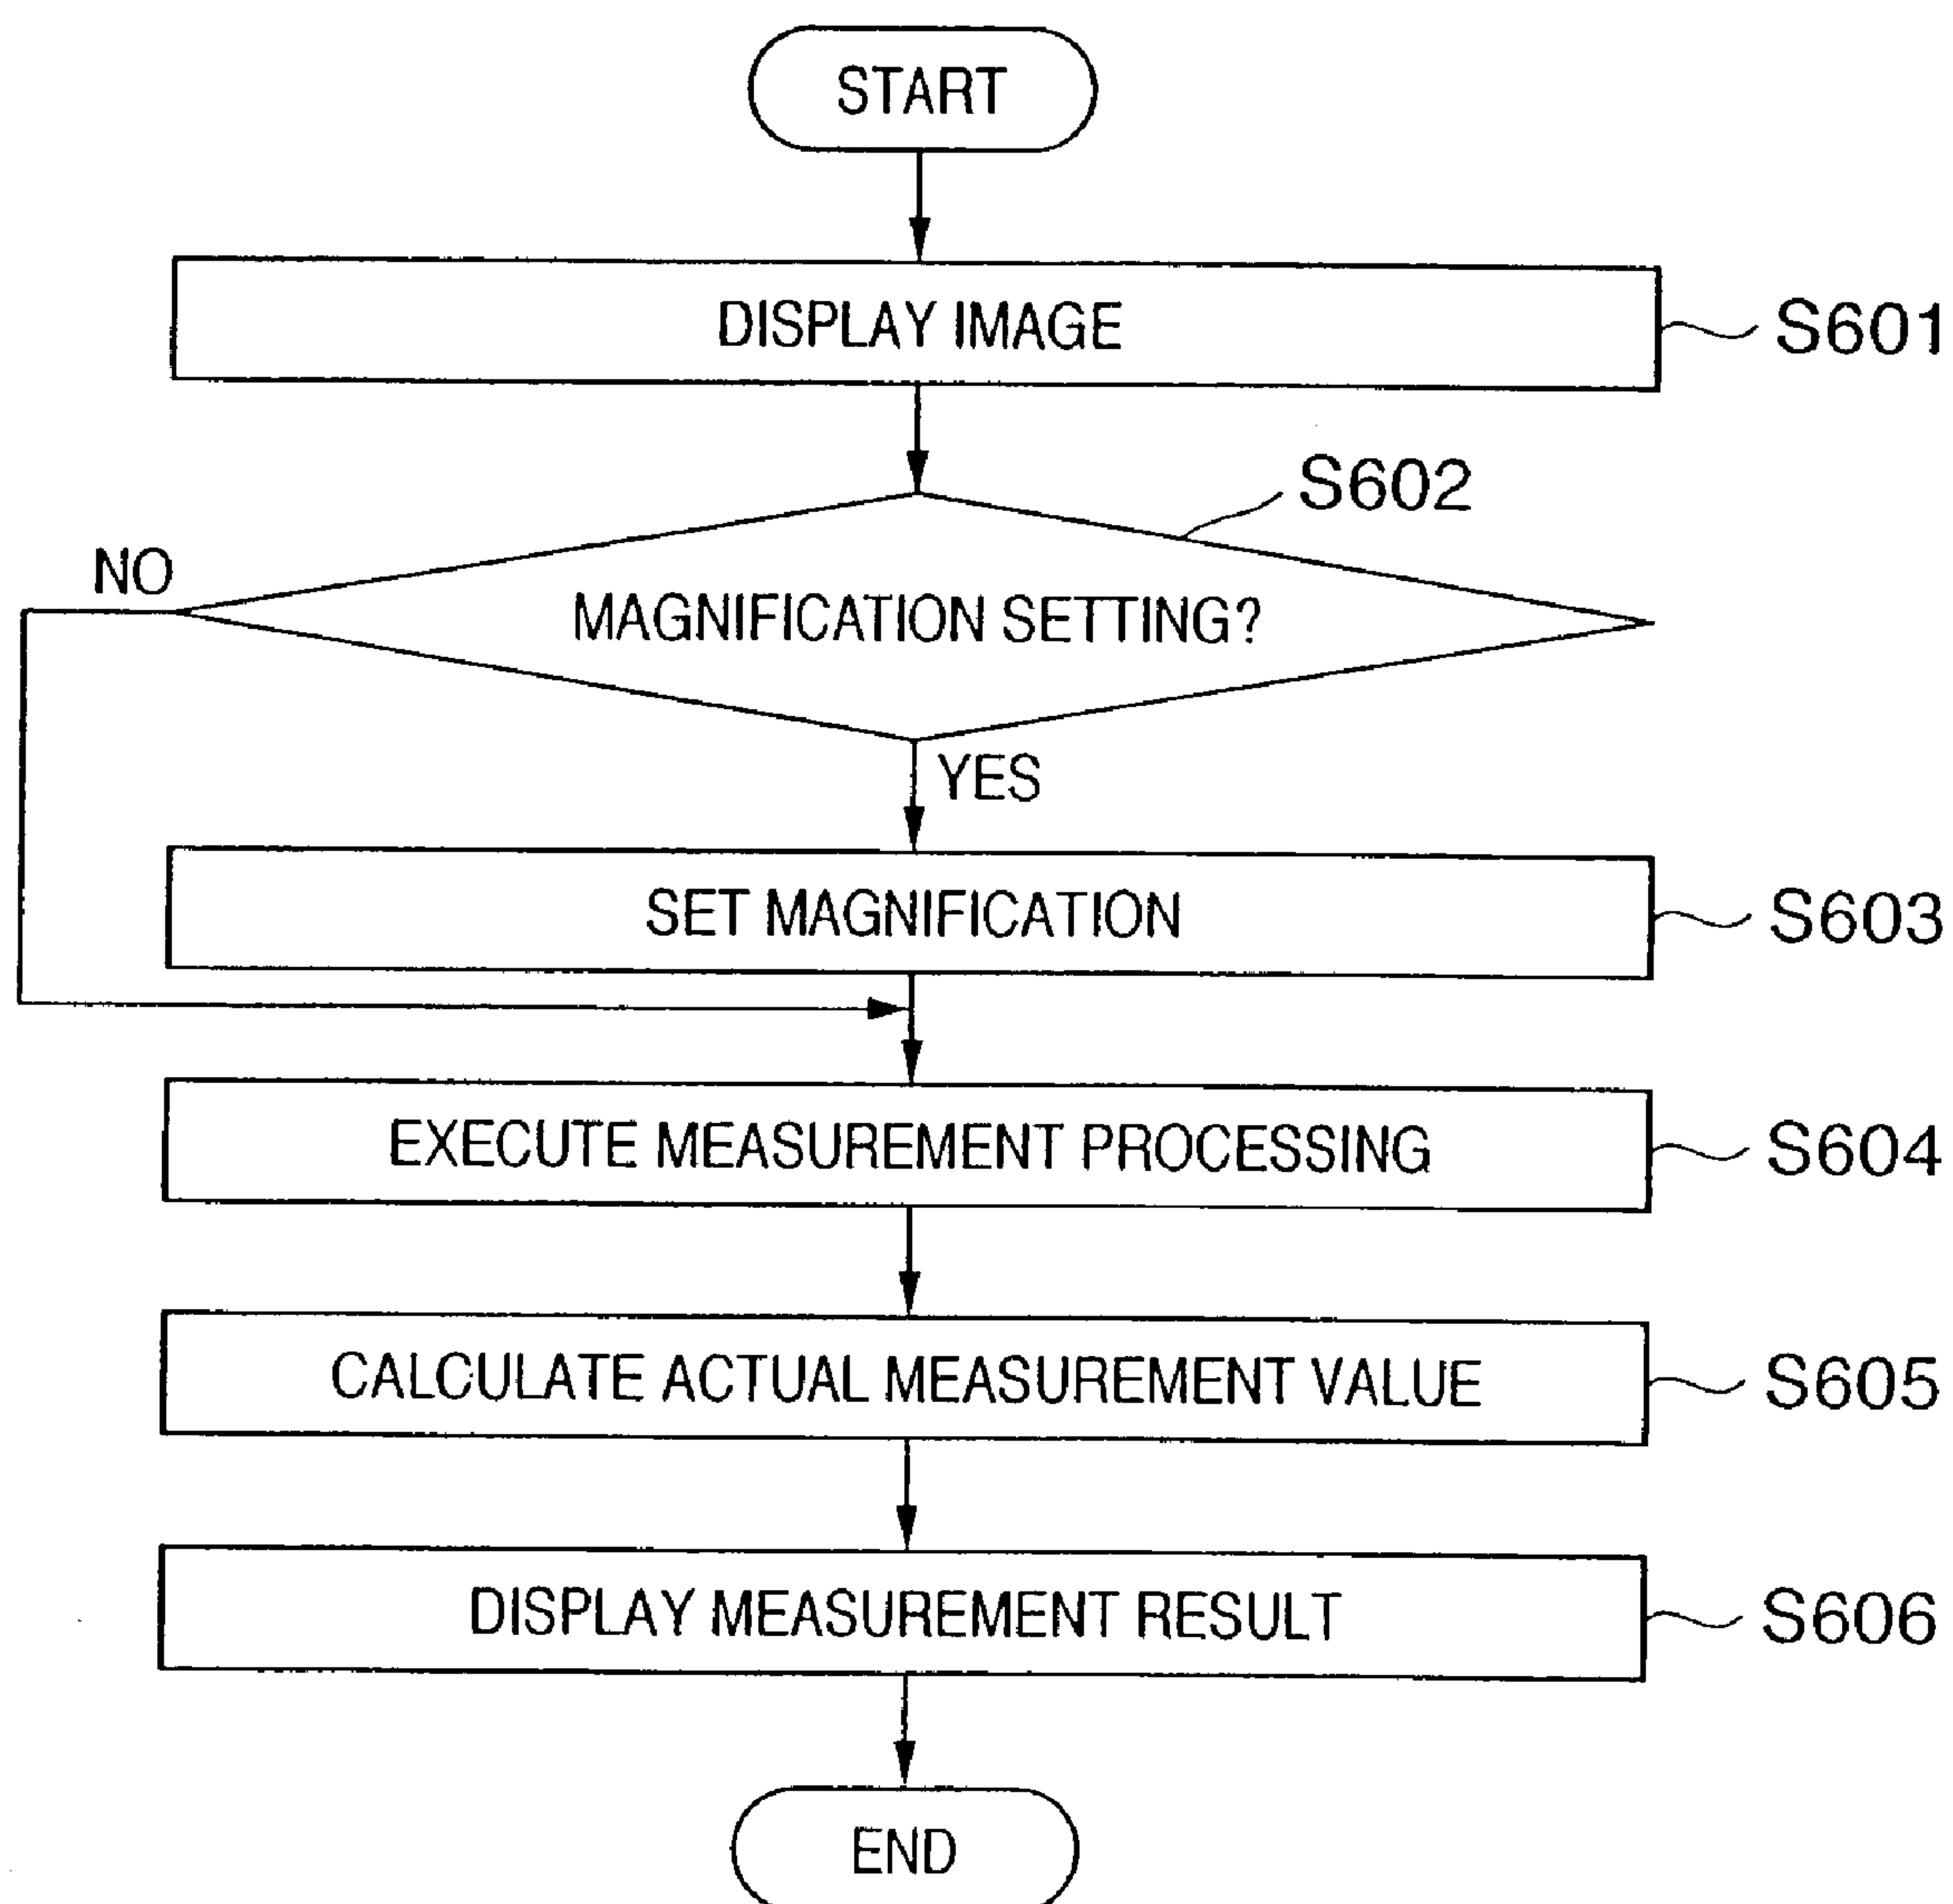 START
DISPLAY IMAGE
S601
S602
NO
MAGNIFICATION SETTING?
YES
SET MAGNIFICATION
S603
EXECUTE MEASUREMENT PROCESSING
S604
CALCULATE ACTUAL MEASUREMENT VALUE
S605
DISPLAY MEASUREMENT RESULT
S606
END